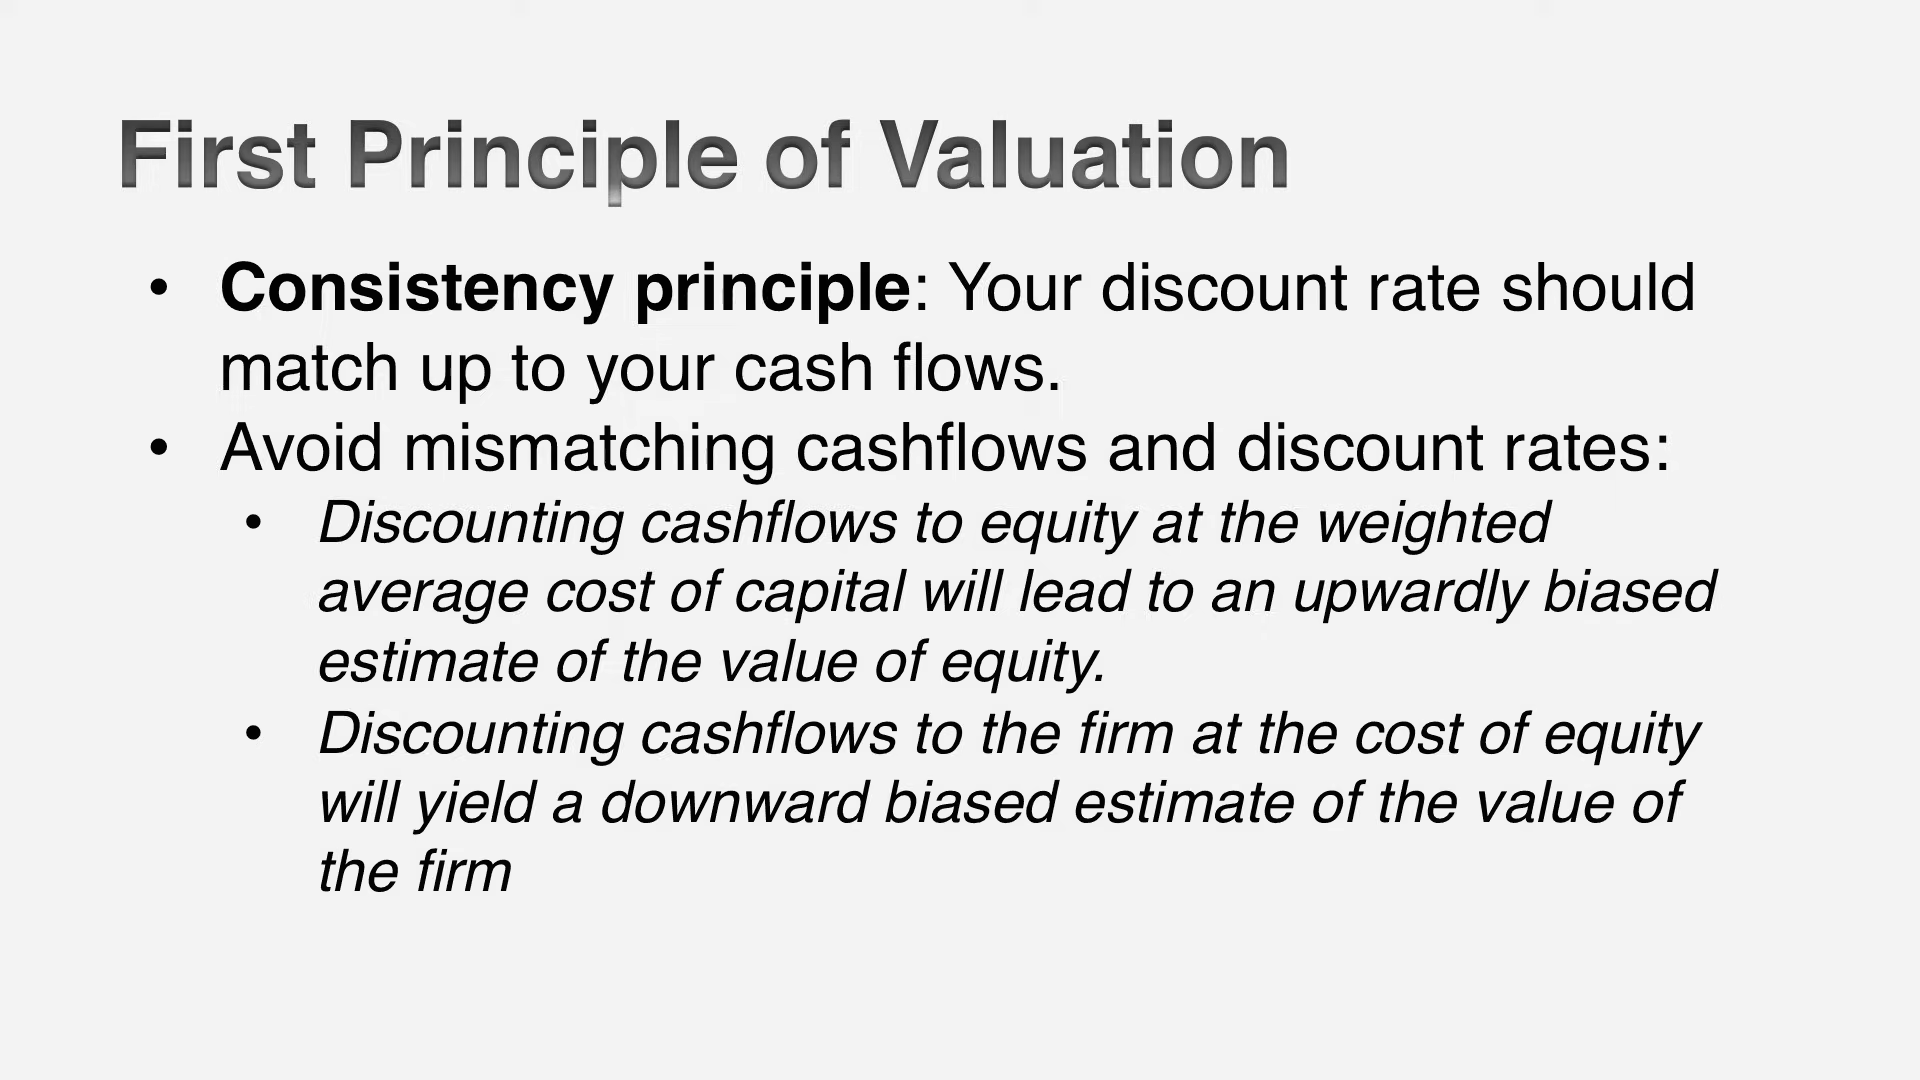 First Principle of Valuation
• Consistency principle: Your discount rate should
match up to your cash flows.
• Avoid mismatching cashflows and discount rates:
• Discounting cashflows to equity at the weighted
average cost of capital will lead to an upwardly biased
estimate of the value of equity.
• Discounting cashflows to the firm at the cost of equity
will yield a downward biased estimate of the value of
the firm